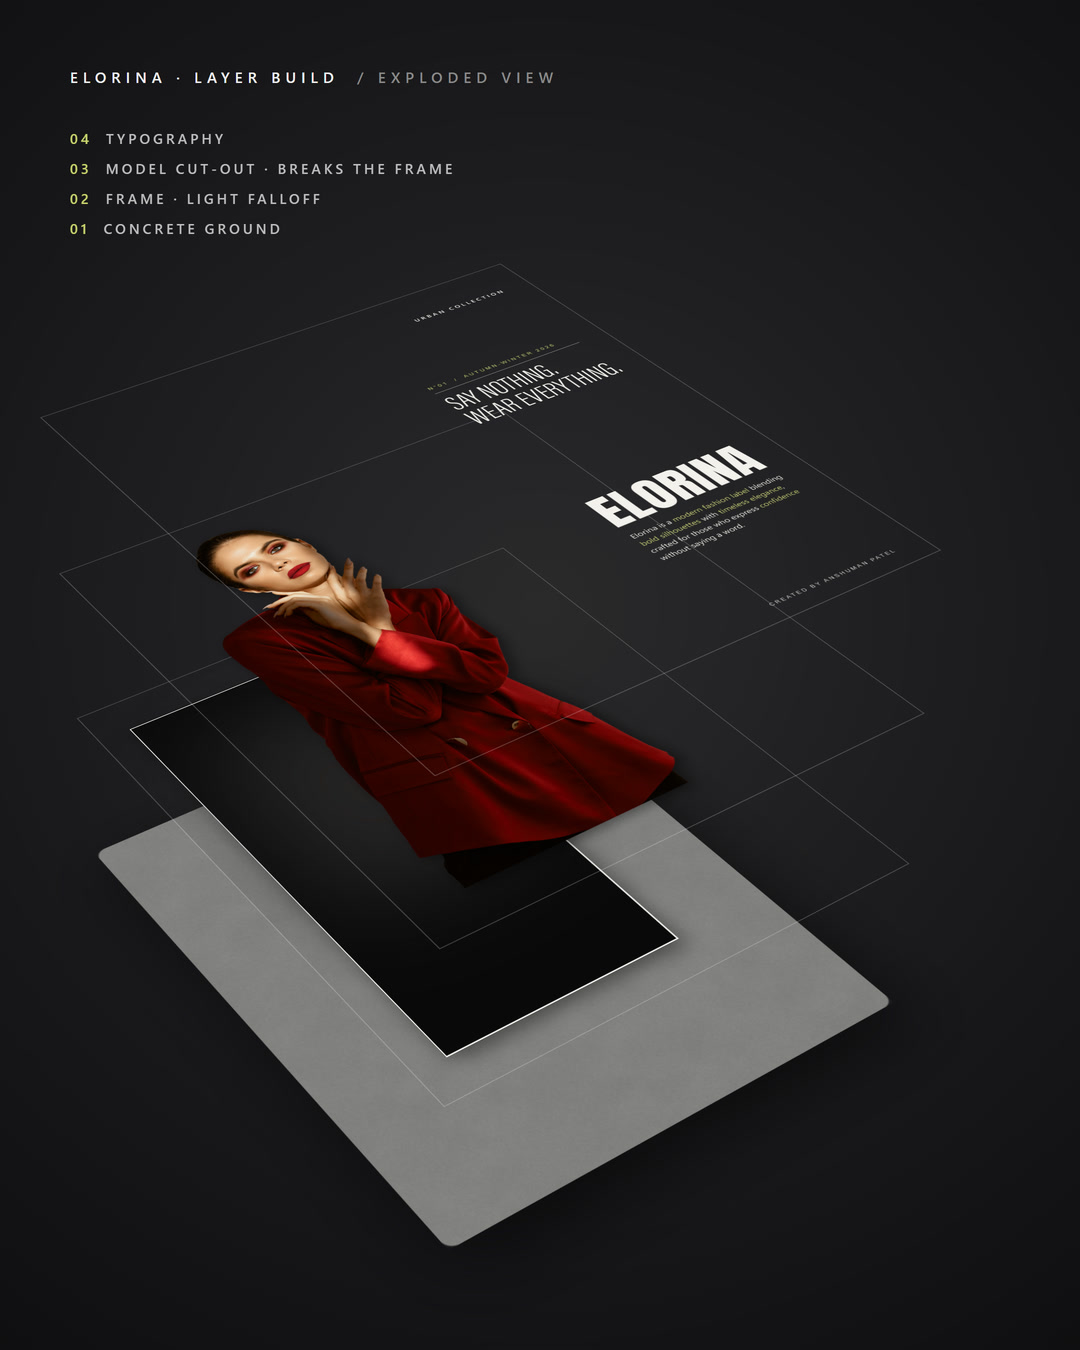 ELORINA · LAYER BUILD / EXPLODED VIEW
04 TYPOGRAPHY
03 MODEL CUT-OUT · BREAKS THE FRAME
02 FRAME · LIGHT FALLOFF
01 CONCRETE GROUND
URBAN COLLECTION
N°01 / AUTUMN-WINTER 2026
SAY NOTHING,
WEAR EVERYTHING.
ELORINA
Elorina is a modern fashion label blending
bold silhouettes with timeless elegance,
crafted for those who express confidence
without saying a word.
CREATED BY ANSHUMAN PATEL